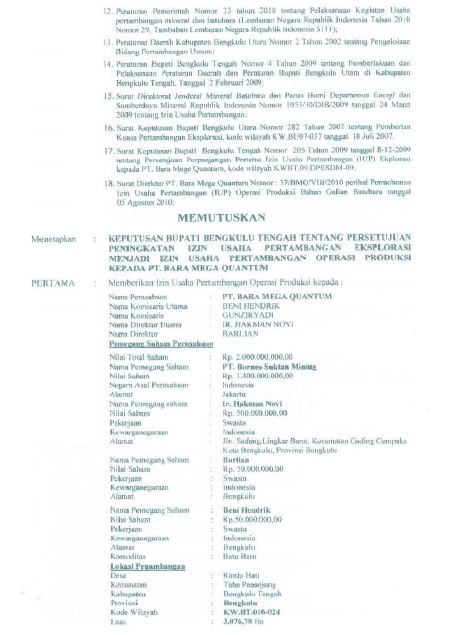 12. Peraturan Pemerintah Nomor 23 tahun 2010 tentang Pelaksanaan Kegiatan Usaha
pertambangan mineral dan batubara (Lembaran Negara Republik Indonesia Tahun 2010
Nomor 29, Tambahan Lembaran Negara Republik Indonesia 5111);
13. Peraturan Daerah Kabupaten Bengkulu Utara Nomor 2 Tahun 2002 tentang Pengelolaan
Bidang Pertambangan Umum;
14. Peraturan Bupati Bengkulu Tengah Nomor 4 Tahun 2009 tentang Pemberlakuan dan
Pelaksanaan Peraturan Daerah dan Peraturan Bupati Bengkulu Utara di Kabupaten
Bengkulu Tengah, Tanggal 2 Februari 2009;
15. Surat Direktorat Jenderal Mineral Batubara dan Panas Bumi Departemen Energi dan
Sumberdaya Mineral Republik Indonesia Nomor 1053/30/DJB/2009 tanggal 24 Maret
2009 tentang Izin Usaha Pertambangan;
16. Surat Keputusan Bupati Bengkulu Utara Nomor 282 Tahun 2007 tentang Pemberian
Kuasa Pertambangan Eksplorasi, kode wilayah KW.BU07-037 tanggal 18 Juli 2007.
17. Surat Keputusan Bupati Bengkulu Tengah Nomor 205 Tahun 2009 tanggal 8-12-2009
tentang Persetujuan Perpanjangan Pertama Izin Usaha Pertambangan (IUP) Ekplorasi
kepada PT. Bara Mega Quantum, kode wilayah KWBT.09.DPESDM-09.
18. Surat Direktur PT. Bara Mega Quantum Nomor : 37/BMQ/VIII/2010 perihal Permohonan
Izin Usaha Pertambangan (IUP) Operasi Produksi Bahan Galian Batubara tanggal
05 Agustus 2010;
MEMUTUSKAN
Menetapkan : KEPUTUSAN BUPATI BENGKULU TENGAH TENTANG PERSETUJUAN
PENINGKATAN IZIN USAHA PERTAMBANGAN EKSPLORASI
MENJADI IZIN USAHA PERTAMBANGAN OPERASI PRODUKSI
KEPADA PT. BARA MEGA QUANTUM
PERTAMA : Memberikan Izin Usaha Pertambangan Operasi Produksi kepada :
Nama Perusahaan : PT. BARA MEGA QUANTUM
Nama Komisaris Utama : BENI HENDRIK
Nama Komisaris : GUNZIRYADI
Nama Direktur Utama : IR. HAKMAN NOVI
Nama Direktur : BARLIAN
Pemegang Saham Perusahaan
Nilai Total Saham : Rp. 2.000.000.000,00
Nama Pemegang Saham : PT. Borneo Suktan Mining
Nilai Saham : Rp. 1.400.000.000,00
Negara Asal Perusahaan : Indonesia
Alamat : Jakarta
Nama Pemegang saham : Ir. Hakman Novi
Nilai Saham : Rp. 500.000.000,00
Pekerjaan : Swasta
Kewarganegaraan : Indonesia
Alamat : Jln. Sadang,Lingkar Barat, Kecamatan Gading Cempaka
Kota Bengkulu, Provinsi Bengkulu
Nama Pemegang Saham : Barlian
Nilai Saham : Rp. 50.000.000,00
Pekerjaan : Swasta
Kewarganegaraan : Indonesia
Alamat : Bengkulu
Nama Pemegang Saham : Beni Hendrik
Nilai Saham : Rp.50.000.000,00
Pekerjaan : Swasta
Kewarganegaraan : Indonesia
Alamat : Bengkulu
Komoditas : Batu Bara
Lokasi Penambangan
Desa : Rindu Hati
Kecamatan : Taba Penanjung
Kabupaten : Bengkulu Tengah
Provinsi : Bengkulu
Kode Wilayah : KW.BT.010-024
Luas : 3.076,78 Ha